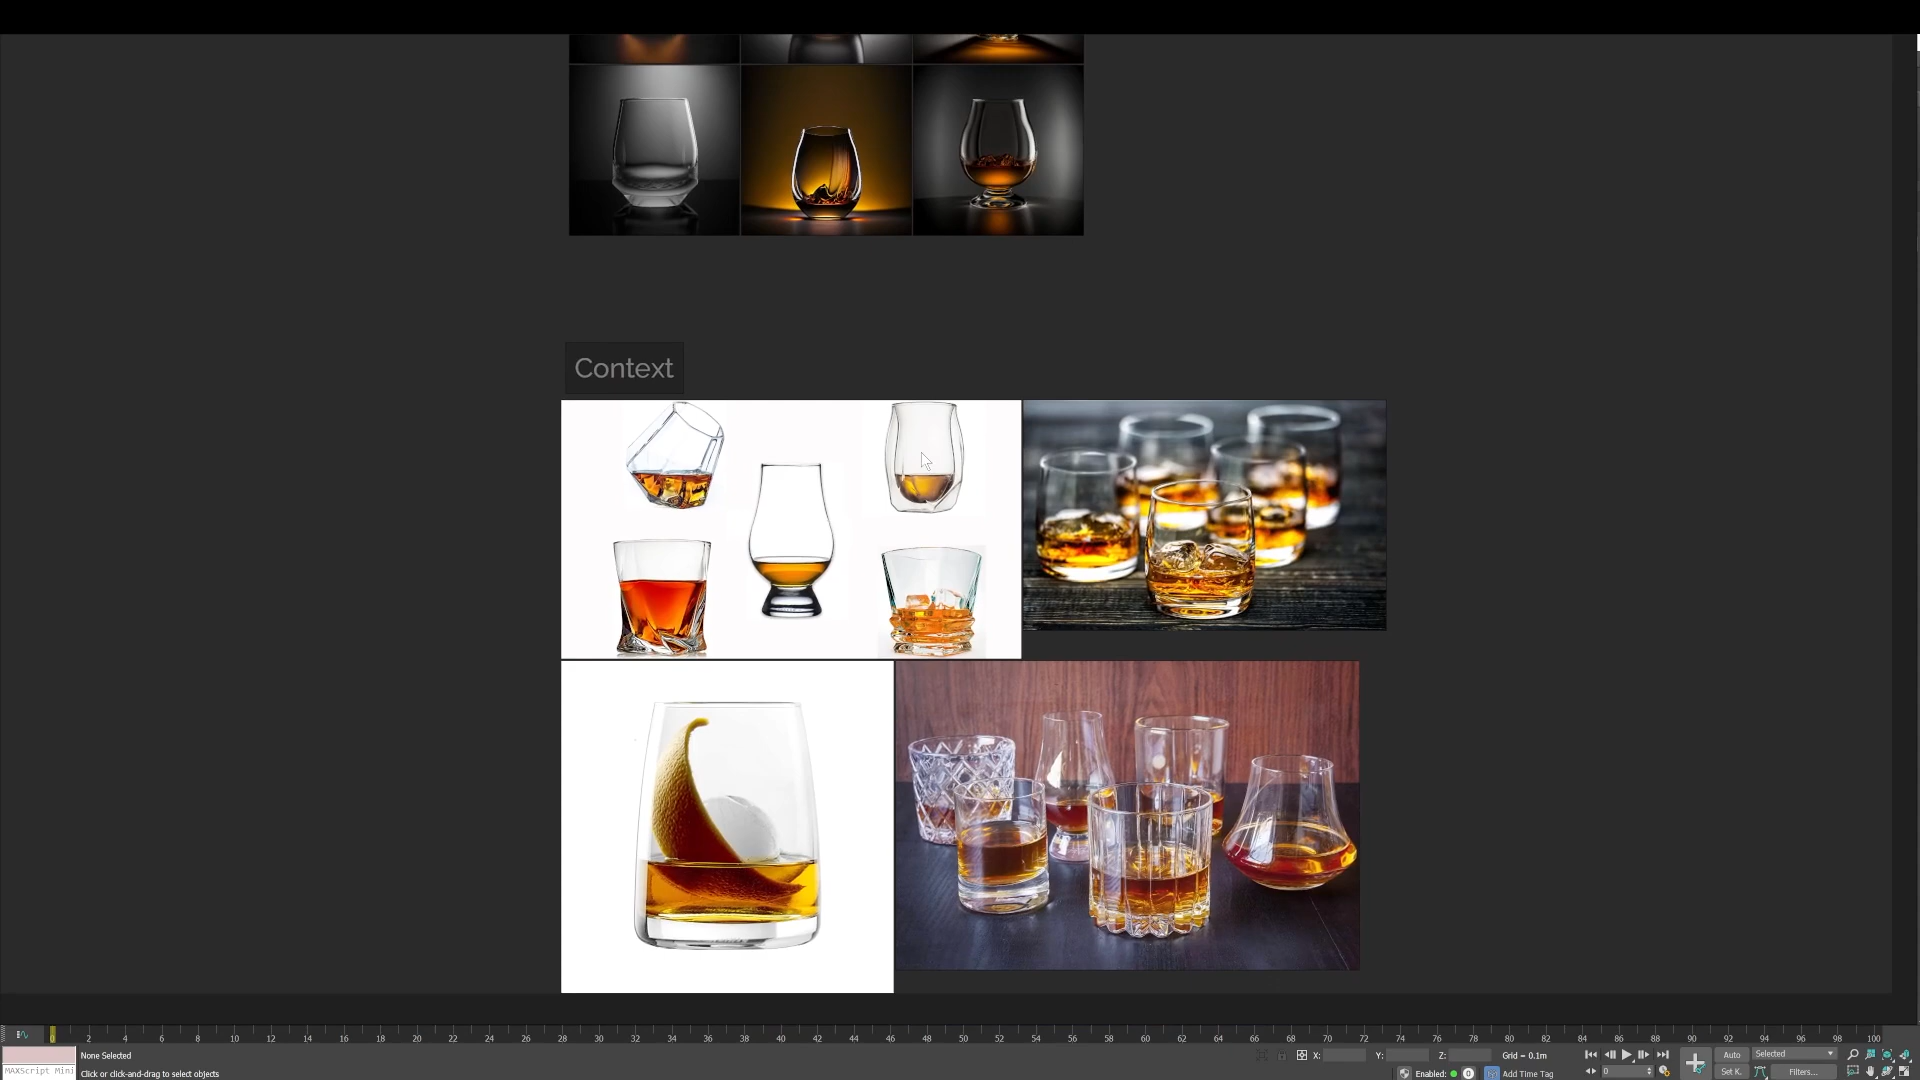 Context
0 2 4 6 8 10 12 14 16 18 20 22 24 26 28 30 32 34 36 38 40 42 44 46 48 50 52 54 56 58 60 62 64 66 68 70 72 74 76 78 80 82 84 86 88 90 92 94 96 98 100
None Selected
X:
Y:
Z:
Grid = 0.1m
Auto
Selected
MAXScript Mini
Click or click-and-drag to select objects
Enabled:
0
Add Time Tag
0
Set K.
Filters...